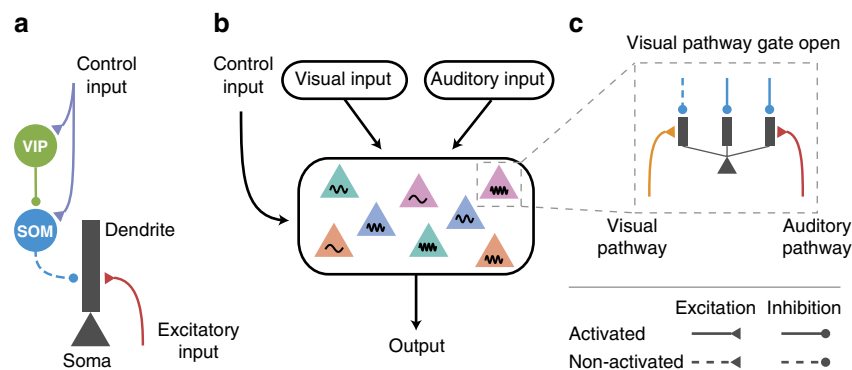 a
Control
input
VIP
SOM
Dendrite
Excitatory
input
Soma
b
Control
input
Visual input
Auditory input
Output
c
Visual pathway gate open
Visual
pathway
Auditory
pathway
Excitation Inhibition
Activated
Non-activated